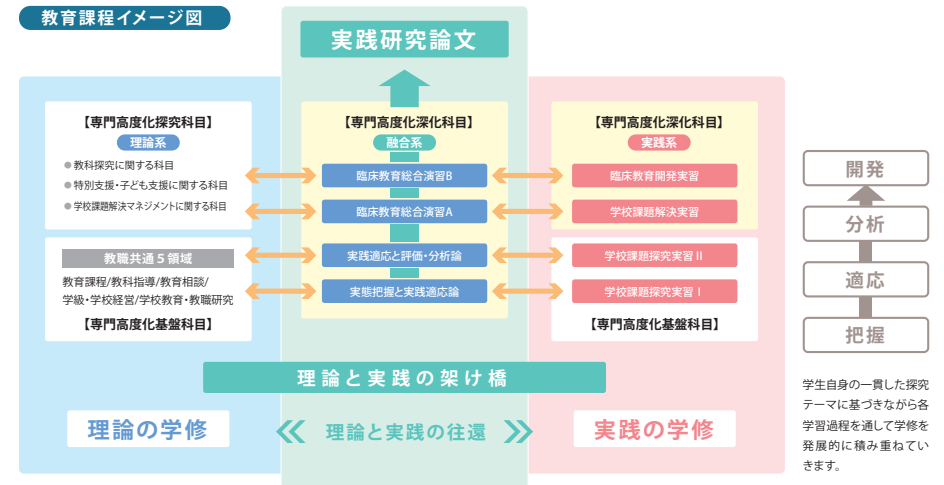 教育課程イメージ図
実践研究論文
【専門高度化探究科目】
理論系
●教科探究に関する科目
●特別支援・子ども支援に関する科目
●学校課題解決マネジメントに関する科目
教職共通5領域
教育課程/教科指導/教育相談/
学級・学校経営/学校教育・教職研究
【専門高度化基盤科目】
【専門高度化深化科目】
融合系
臨床教育総合演習B
臨床教育総合演習A
実践適応と評価・分析論
実態把握と実践適応論
【専門高度化深化科目】
実践系
臨床教育開発実習
学校課題解決実習
学校課題探究実習Ⅱ
学校課題探究実習Ⅰ
【専門高度化基盤科目】
理論と実践の架け橋
理論の学修
理論と実践の往還
実践の学修
開発
分析
適応
把握
学生自身の一貫した探究
テーマに基づきながら各
学習過程を通して学修を
発展的に積み重ねてい
きます。